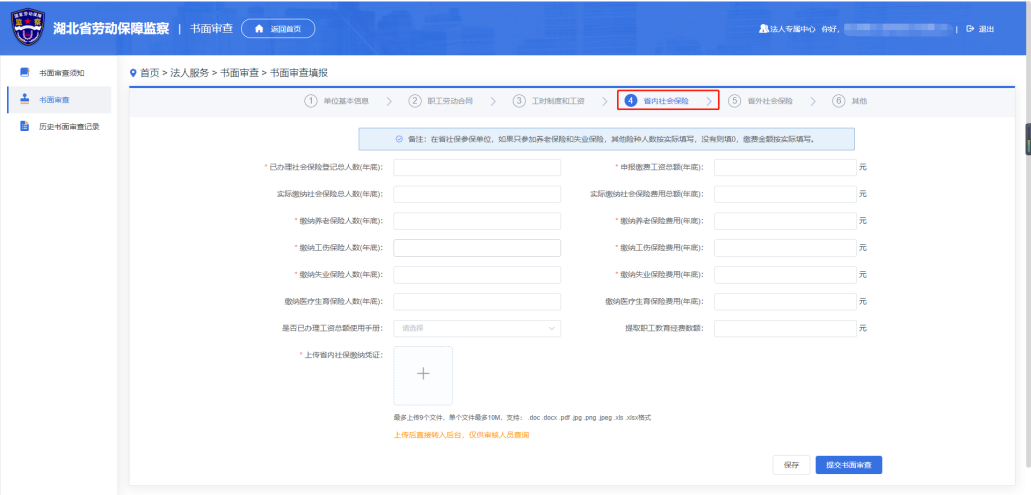 湖北省劳动保障监察 | 书面审查 返回首页 法人专属中心 你好, | 退出
书面审查须知
书面审查
历史书面审查记录
首页 > 法人服务 > 书面审查 > 书面审查填报
1 单位基本信息 > 2 职工劳动合同 > 3 工时制度和工资 > 4 省内社会保险 > 5 省外社会保险 > 6 其他
备注：在省社保参保单位，如果只参加养老保险和失业保险，其他险种人数按实际填写，没有则填0，缴费金额按实际填写。
* 已办理社会保险登记总人数(年底): * 申报缴费工资总额(年底): 元
实际缴纳社会保险总人数(年底): 实际缴纳社会保险费用总额(年底): 元
* 缴纳养老保险人数(年底): * 缴纳养老保险费用(年底): 元
* 缴纳工伤保险人数(年底): * 缴纳工伤保险费用(年底): 元
* 缴纳失业保险人数(年底): * 缴纳失业保险费用(年底): 元
缴纳医疗生育保险人数(年底): 缴纳医疗生育保险费用(年底): 元
是否已办理工资总额使用手册: 请选择 提取职工教育经费数额: 元
* 上传省内社保缴纳凭证:
最多上传9个文件，单个文件最多10M，支持： .doc .docx .pdf .jpg .png .jpeg .xls .xlsx格式
上传后直接转入后台，仅供审核人员查阅
保存 提交书面审查